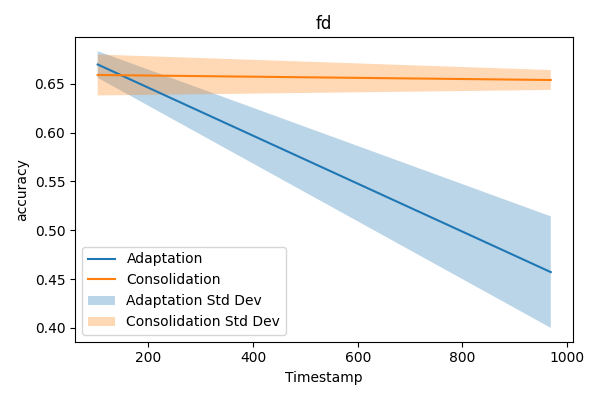 fd
accuracy
0.65
0.60
0.55
0.50
0.45
0.40
Adaptation
Consolidation
Adaptation Std Dev
Consolidation Std Dev
200
400
600
800
1000
Timestamp